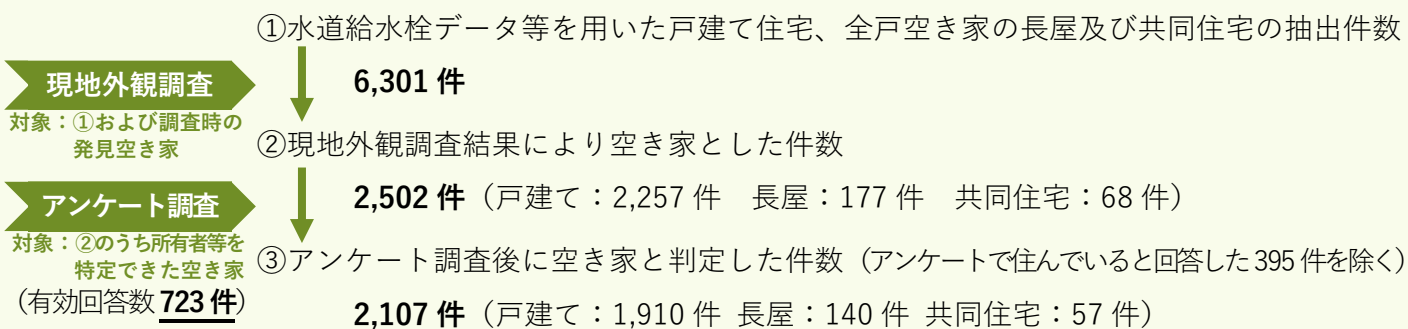 ①水道給水栓データ等を用いた戸建て住宅、全戸空き家の長屋及び共同住宅の抽出件数
6,301 件
現地外観調査
対象：①および調査時の
発見空き家
②現地外観調査結果により空き家とした件数
2,502 件（戸建て：2,257 件　長屋：177 件　共同住宅：68 件）
アンケート調査
対象：②のうち所有者等を
特定できた空き家
（有効回答数 723 件）
③アンケート調査後に空き家と判定した件数（アンケートで住んでいると回答した 395 件を除く）
2,107 件（戸建て：1,910 件 長屋：140 件 共同住宅：57 件）